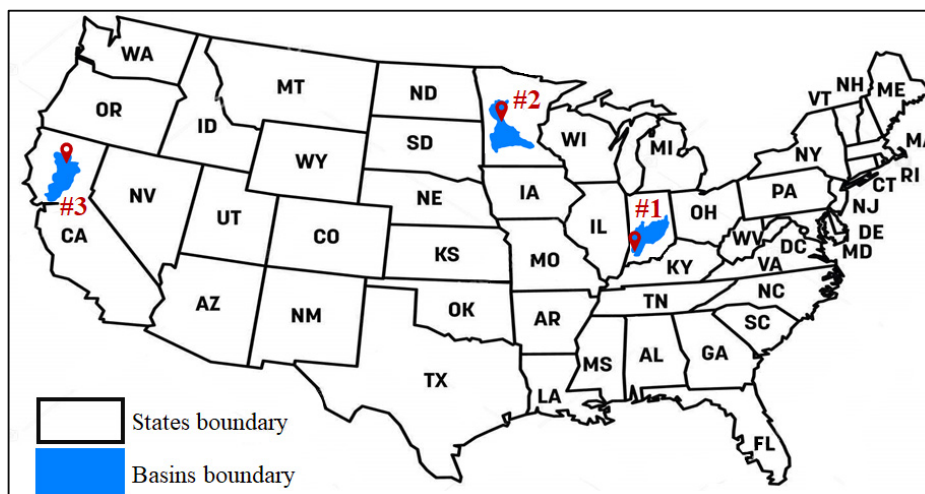 WA
MT
ND
OR
ID
SD
WY
#2
WI
MI
VT
NH
ME
MA
NY
RI
CT
PA
NJ
NE
IA
#3
NV
UT
CA
CO
KS
IL
#1
OH
WV
DC
DE
MD
MO
KY
VA
AZ
NM
OK
AR
TN
NC
SC
TX
LA
MS
AL
GA
FL
States boundary
Basins boundary